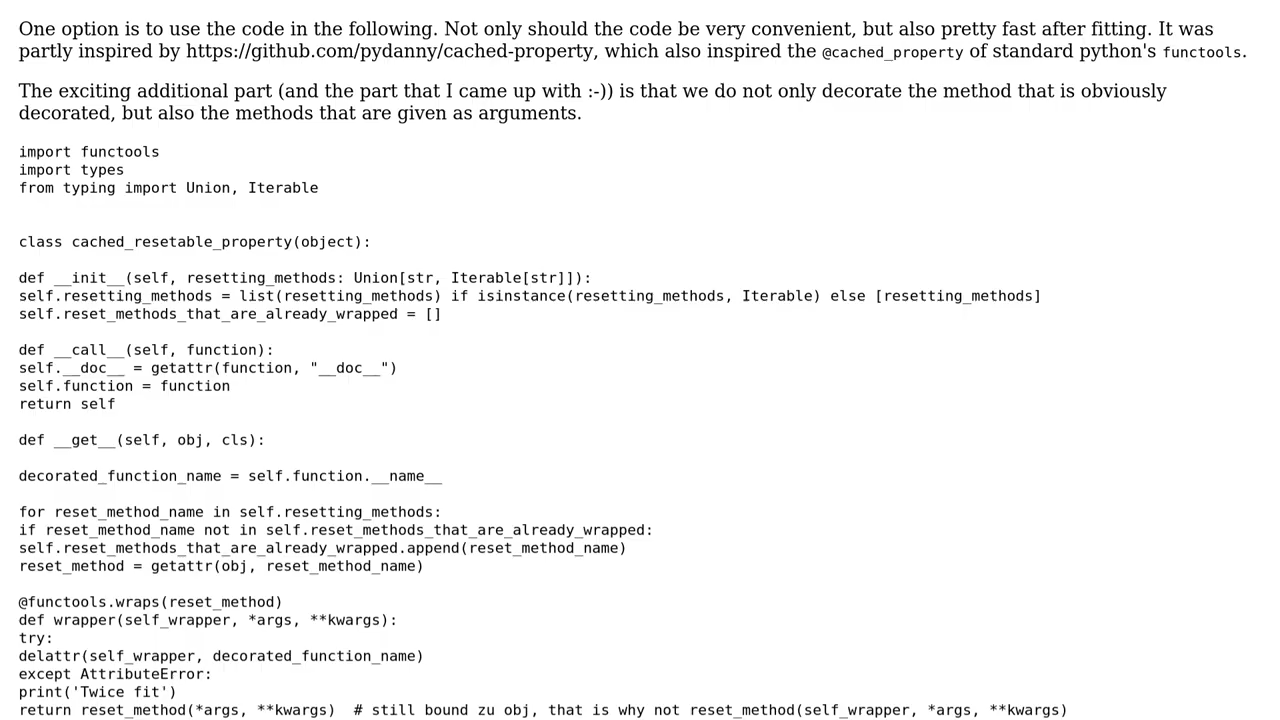 One option is to use the code in the following. Not only should the code be very convenient, but also pretty fast after fitting. It was
partly inspired by https://github.com/pydanny/cached-property, which also inspired the @cached_property of standard python's functools.
The exciting additional part (and the part that I came up with :-)) is that we do not only decorate the method that is obviously
decorated, but also the methods that are given as arguments.
import functools
import types
from typing import Union, Iterable
class cached_resetable_property(object):
def __init__(self, resetting_methods: Union[str, Iterable[str]]):
self.resetting_methods = list(resetting_methods) if isinstance(resetting_methods, Iterable) else [resetting_methods]
self.reset_methods_that_are_already_wrapped = []
def __call__(self, function):
self.__doc__ = getattr(function, "__doc__")
self.function = function
return self
def __get__(self, obj, cls):
decorated_function_name = self.function.__name__
for reset_method_name in self.resetting_methods:
if reset_method_name not in self.reset_methods_that_are_already_wrapped:
self.reset_methods_that_are_already_wrapped.append(reset_method_name)
reset_method = getattr(obj, reset_method_name)
@functools.wraps(reset_method)
def wrapper(self_wrapper, *args, **kwargs):
try:
delattr(self_wrapper, decorated_function_name)
except AttributeError:
print('Twice fit')
return reset_method(*args, **kwargs)  # still bound zu obj, that is why not reset_method(self_wrapper, *args, **kwargs)